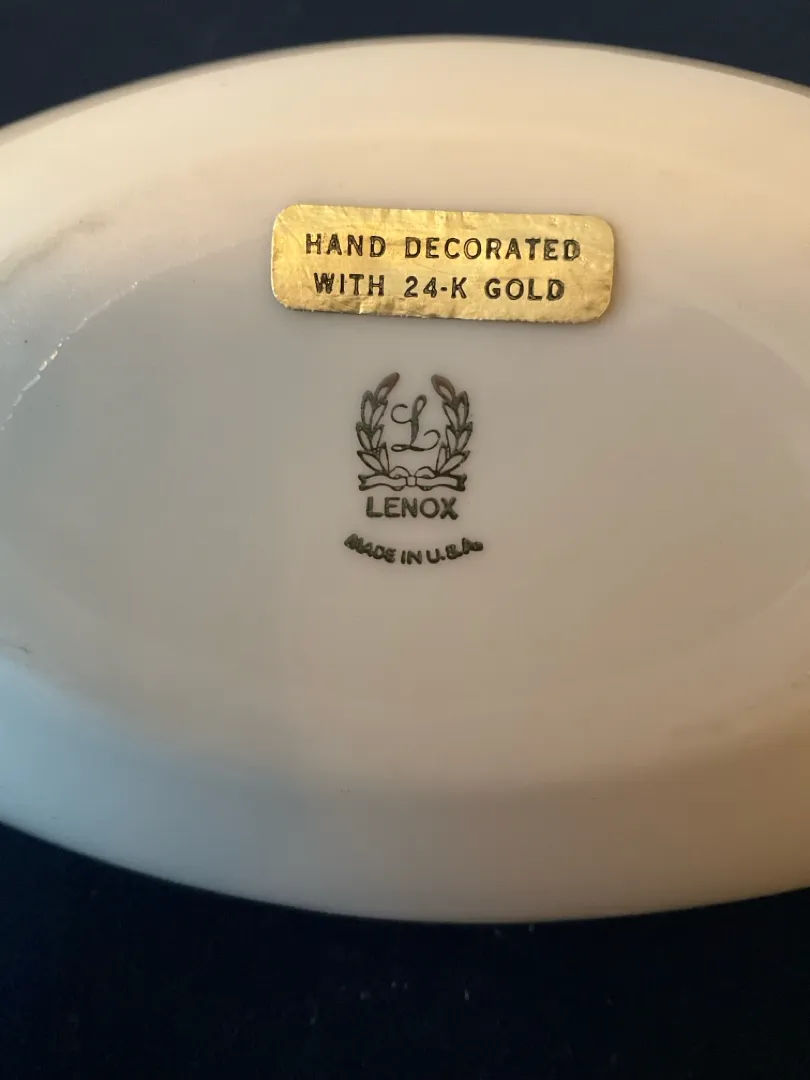 HAND DECORATED
WITH 24-K GOLD
L
LENOX
MADE IN U.S.A.